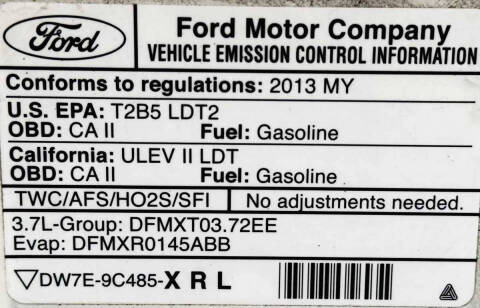 Ford
Ford Motor Company
VEHICLE EMISSION CONTROL INFORMATION
Conforms to regulations: 2013 MY
U.S. EPA: T2B5 LDT2
OBD: CA II Fuel: Gasoline
California: ULEV II LDT
OBD: CA II Fuel: Gasoline
TWC/AFS/HO2S/SFI No adjustments needed.
3.7L-Group: DFMXT03.72EE
Evap: DFMXR0145ABB
▽DW7E-9C485-X R L